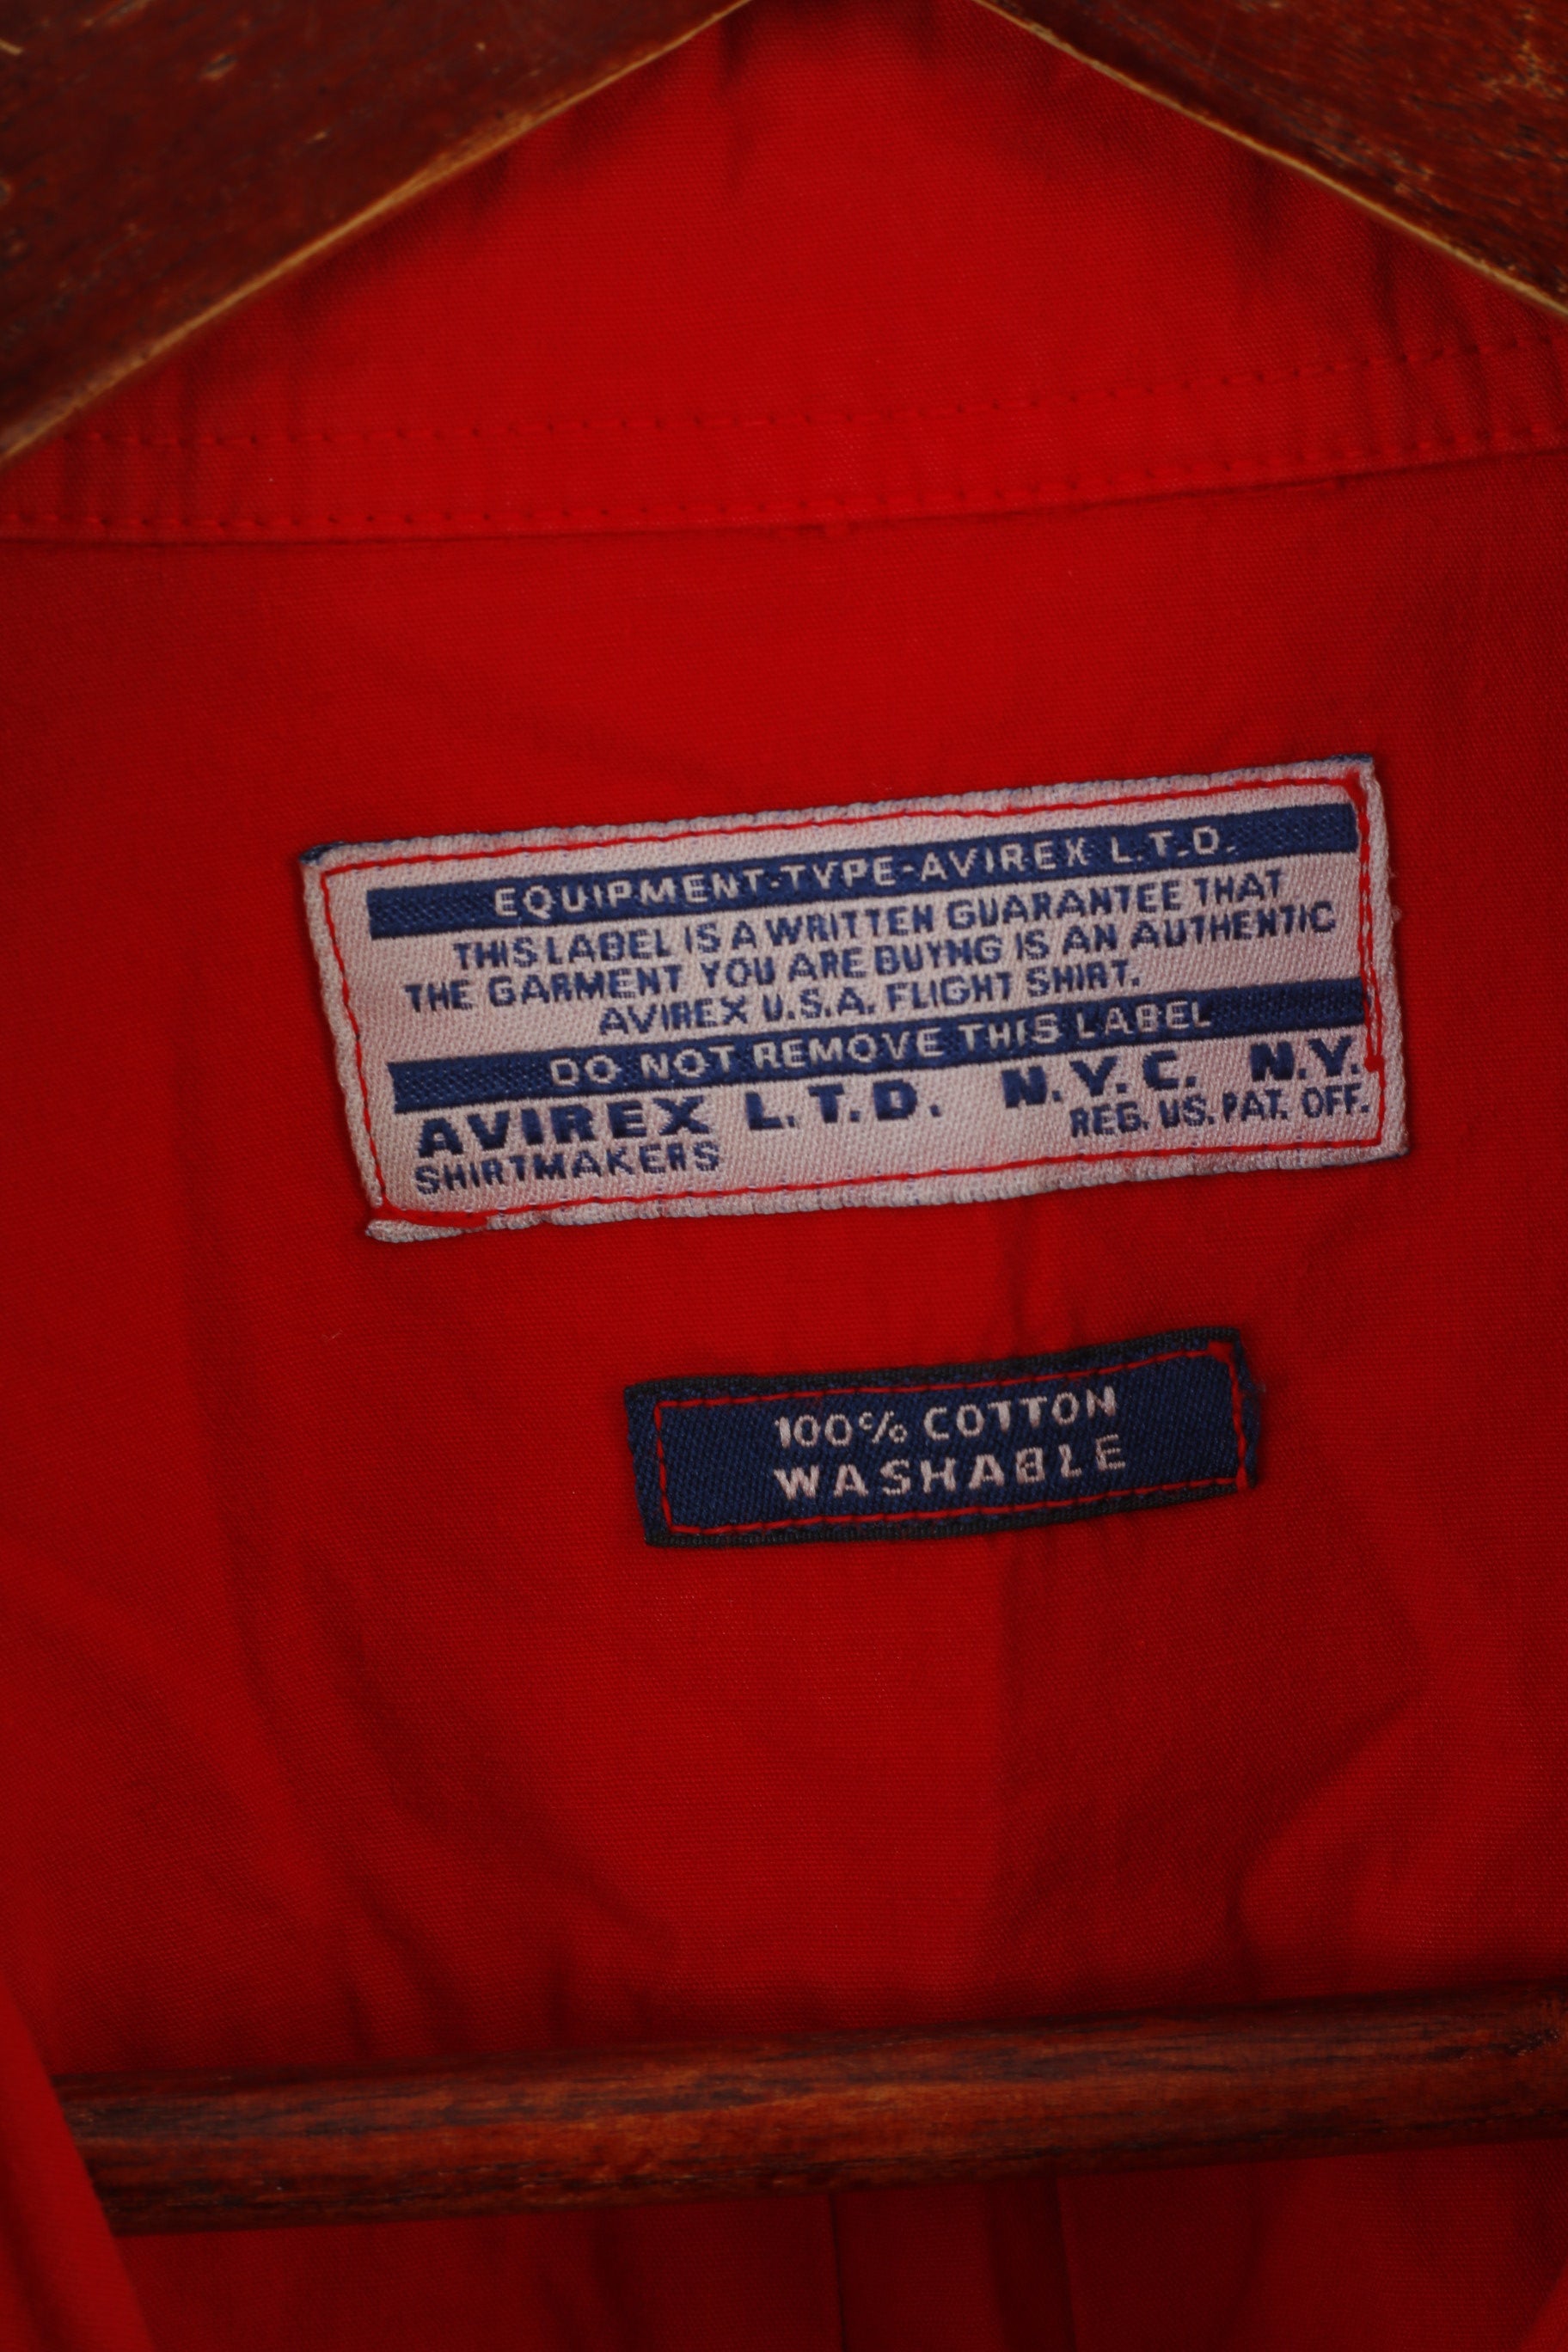 EQUIPMENT-TYPE-AVIREX L.T.D.
THIS LABEL IS A WRITTEN GUARANTEE THAT
THE GARMENT YOU ARE BUYNG IS AN AUTHENTIC
AVIREX U.S.A. FLIGHT SHIRT.
DO NOT REMOVE THIS LABEL
AVIREX L.T.D. N.Y.C. N.Y.
SHIRTMAKERS REG. US. PAT. OFF.
100% COTTON
WASHABLE